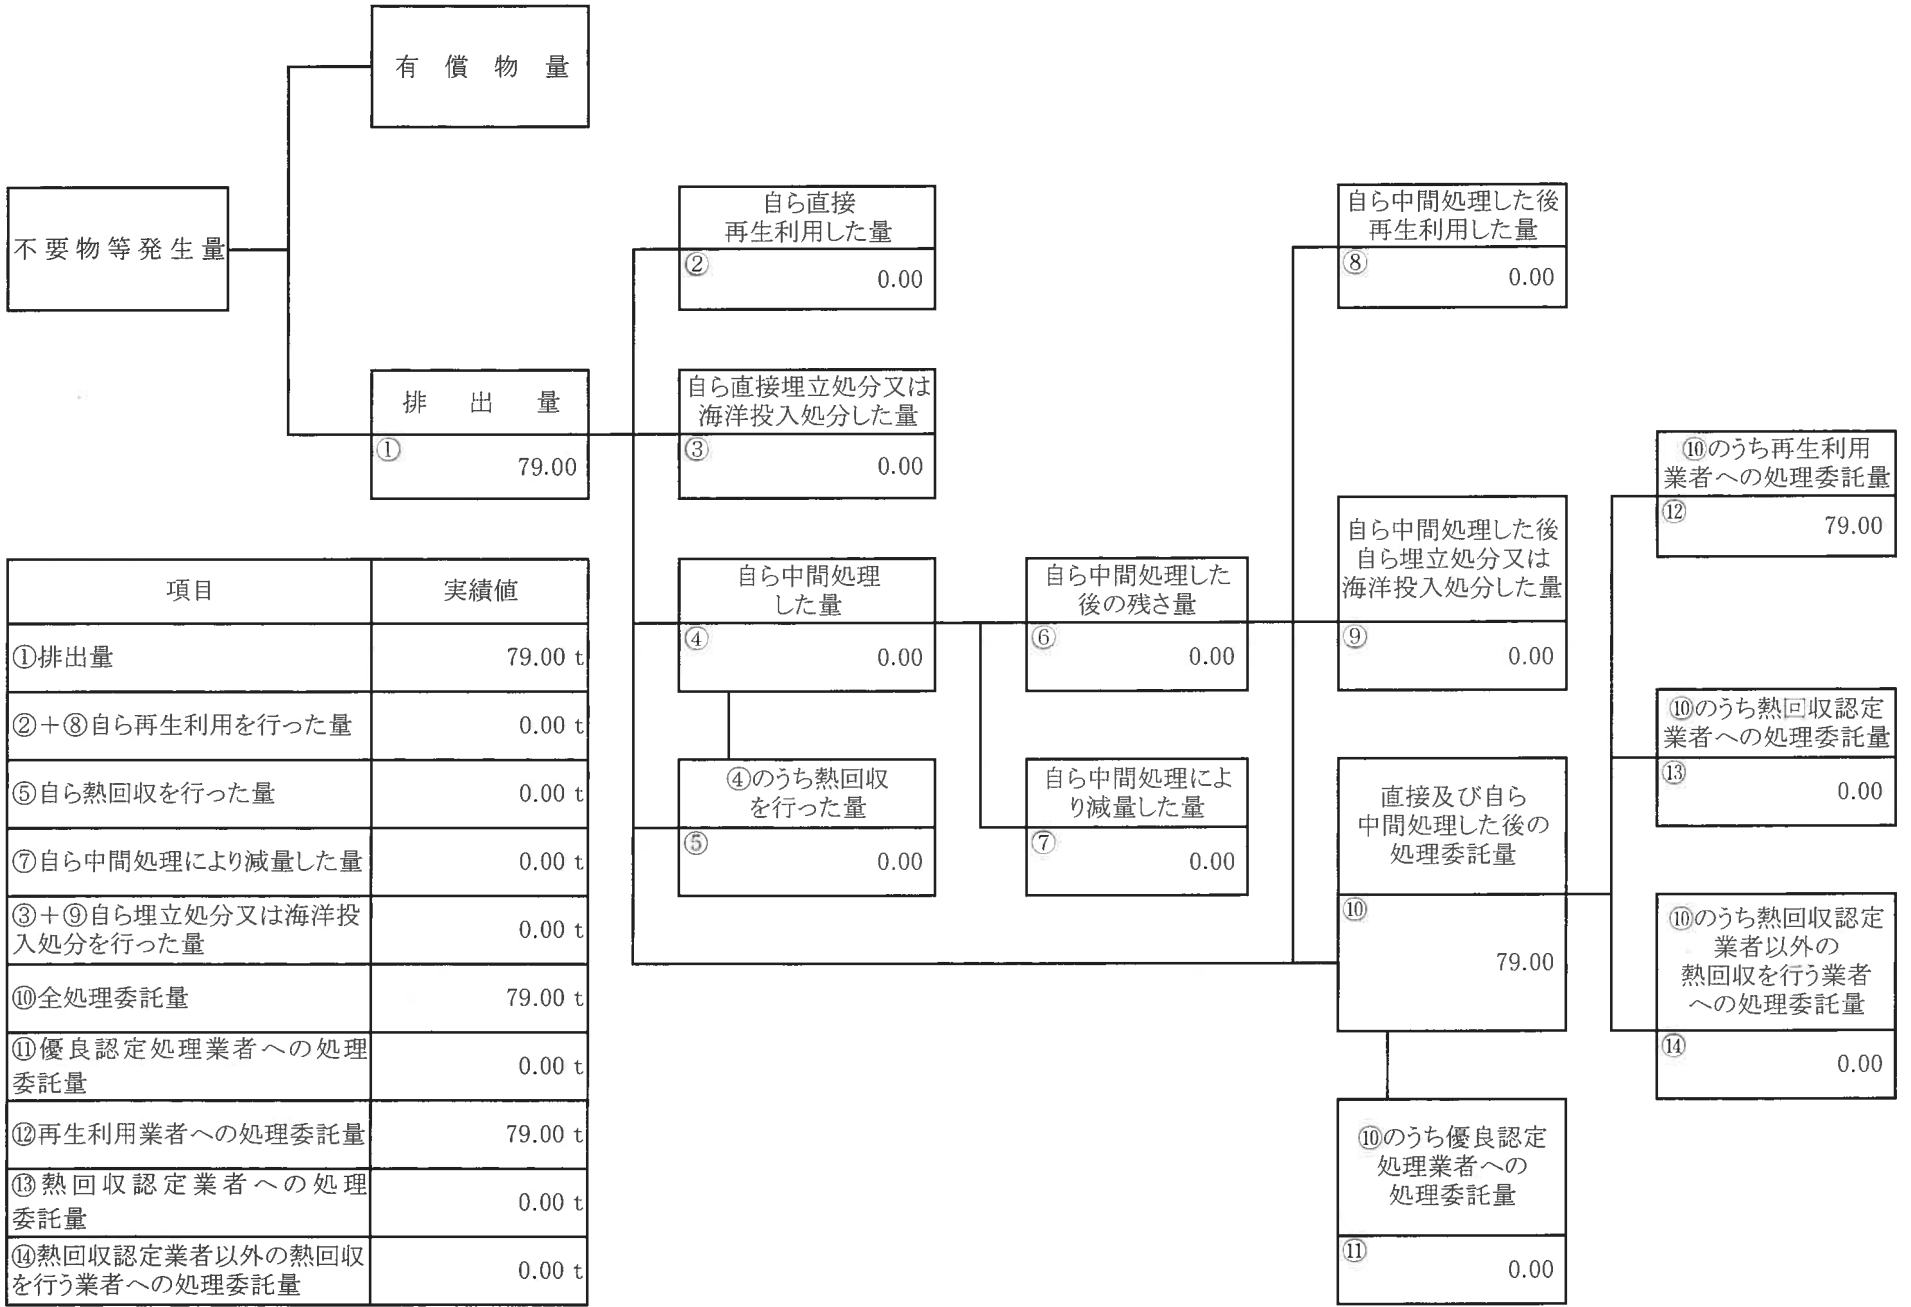 有償物量
不要物等発生量
排出量
①
79.00
自ら直接
再生利用した量
②
0.00
自ら直接埋立処分又は
海洋投入処分した量
③
0.00
自ら中間処理
した量
④
0.00
④のうち熱回収
を行った量
⑤
0.00
自ら中間処理した
後の残さ量
⑥
0.00
自ら中間処理によ
り減量した量
⑦
0.00
自ら中間処理した後
再生利用した量
⑧
0.00
自ら中間処理した後
自ら埋立処分又は
海洋投入処分した量
⑨
0.00
直接及び自ら
中間処理した後の
処理委託量
⑩
79.00
⑩のうち優良認定
処理業者への
処理委託量
⑪
0.00
⑩のうち再生利用
業者への処理委託量
⑫
79.00
⑩のうち熱回収認定
業者への処理委託量
⑬
0.00
⑩のうち熱回収認定
業者以外の
熱回収を行う業者
への処理委託量
⑭
0.00
項目 実績値
①排出量 79.00 t
②+⑧自ら再生利用を行った量 0.00 t
⑤自ら熱回収を行った量 0.00 t
⑦自ら中間処理により減量した量 0.00 t
③+⑨自ら埋立処分又は海洋投
入処分を行った量 0.00 t
⑩全処理委託量 79.00 t
⑪優良認定処理業者への処理
委託量 0.00 t
⑫再生利用業者への処理委託量 79.00 t
⑬熱回収認定業者への処理
委託量 0.00 t
⑭熱回収認定業者以外の熱回収
を行う業者への処理委託量 0.00 t